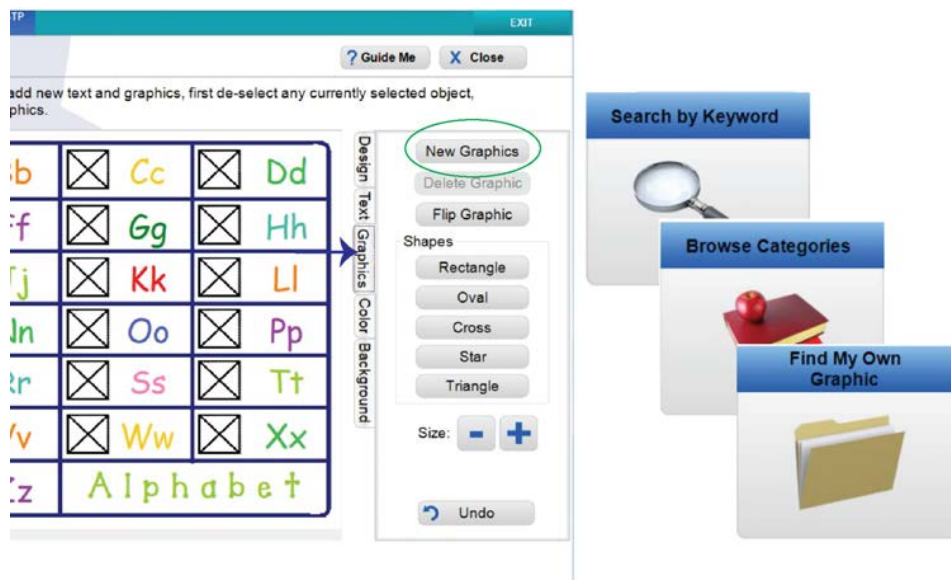 TP
EXIT
? Guide Me
X Close
add new text and graphics, first de-select any currently selected object,
phics.
b Cc Dd
f Gg Hh
j Kk Ll
n Oo Pp
r Ss Tt
v Ww Xx
z Alphabet
Design
Text
Graphics
Color
Background
New Graphics
Delete Graphic
Flip Graphic
Shapes
Rectangle
Oval
Cross
Star
Triangle
Size: - +
Undo
Search by Keyword
Browse Categories
Find My Own
Graphic